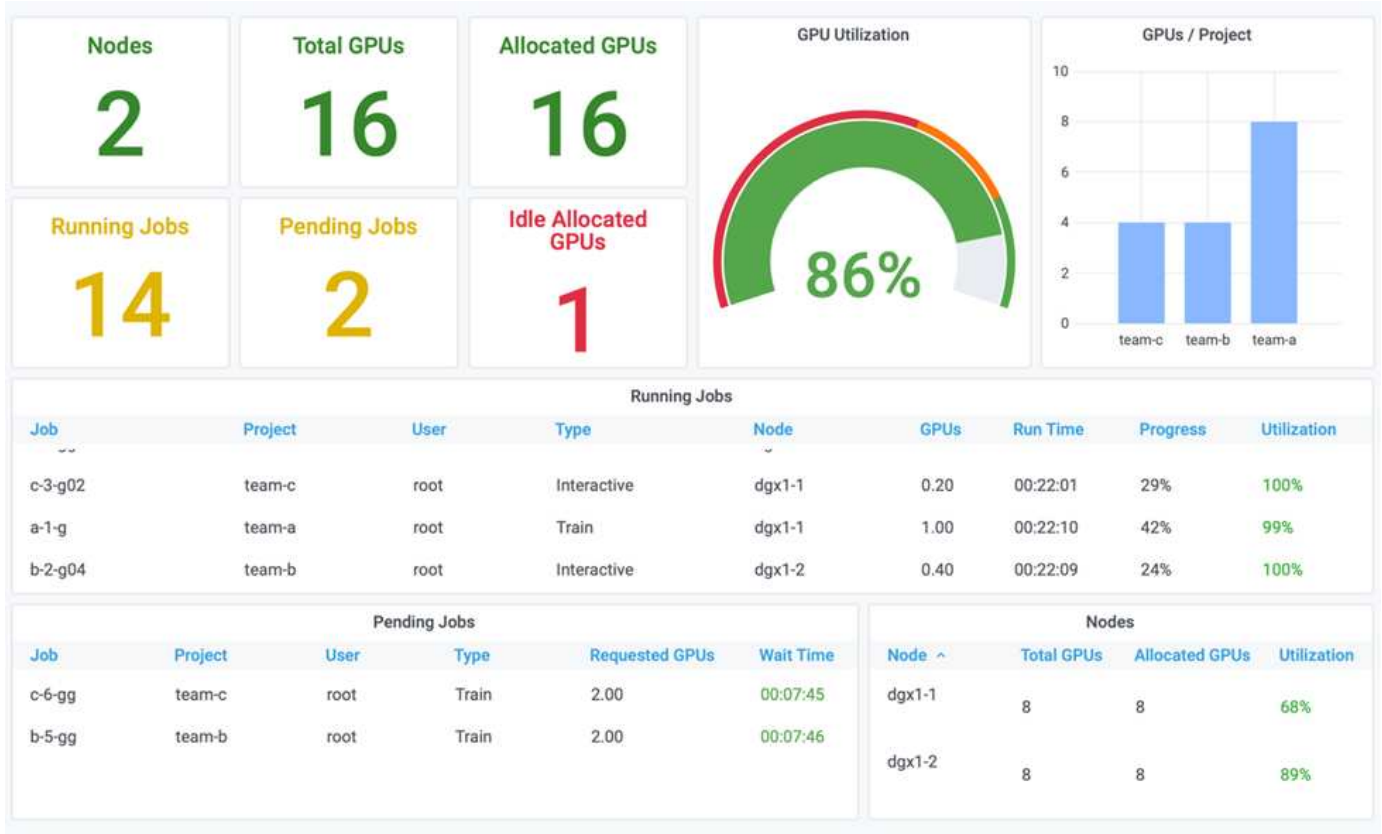 Nodes
2
Total GPUs
16
Allocated GPUs
16
Running Jobs
14
Pending Jobs
2
Idle Allocated
GPUs
1
GPU Utilization
86%
GPUs / Project
10
8
6
4
2
0
team-c team-b team-a
Running Jobs
Job Project User Type Node GPUs Run Time Progress Utilization
c-3-g02 team-c root Interactive dgx1-1 0.20 00:22:01 29% 100%
a-1-g team-a root Train dgx1-1 1.00 00:22:10 42% 99%
b-2-g04 team-b root Interactive dgx1-2 0.40 00:22:09 24% 100%
Pending Jobs
Job Project User Type Requested GPUs Wait Time
c-6-gg team-c root Train 2.00 00:07:45
b-5-gg team-b root Train 2.00 00:07:46
Nodes
Node Total GPUs Allocated GPUs Utilization
dgx1-1 8 8 68%
dgx1-2 8 8 89%